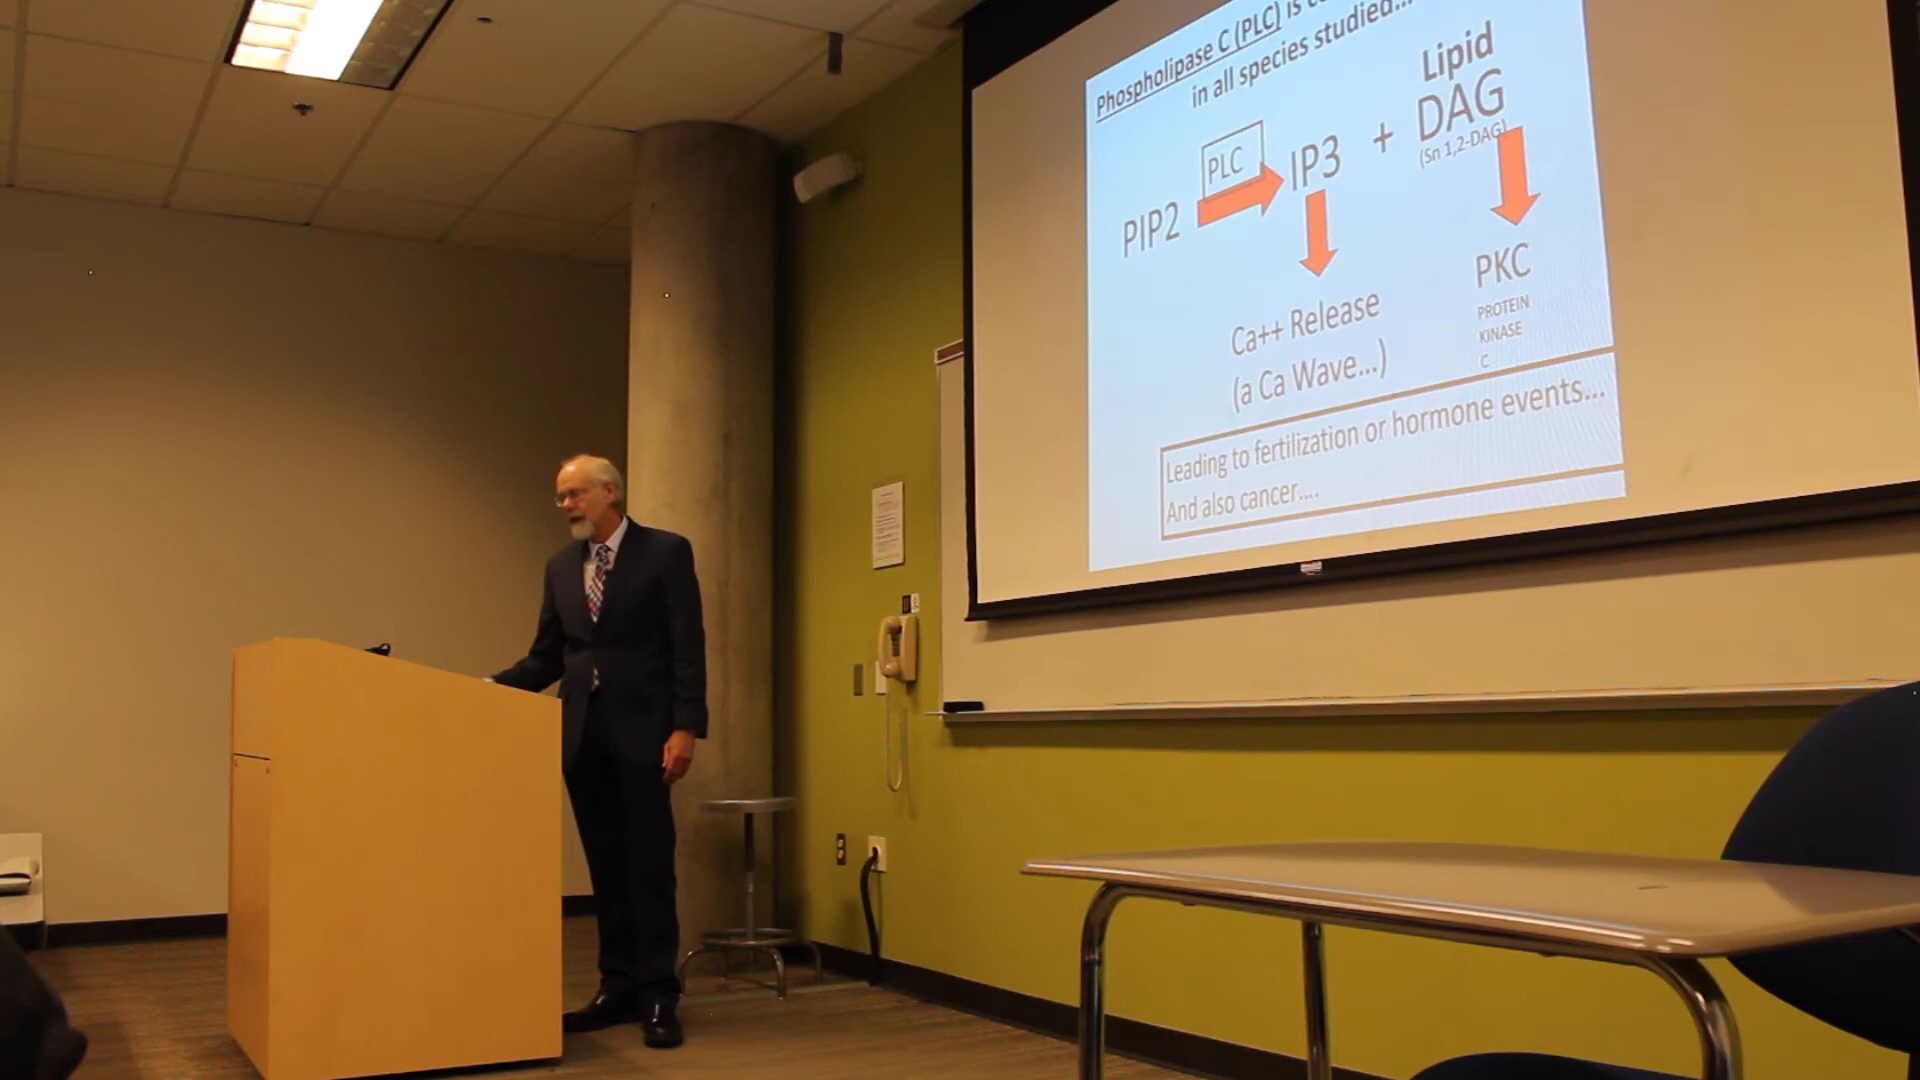 Phospholipase C (PLC) is
in all species studied...
Lipid
DAG
(Sn 1,2-DAG)
PLC
IP3
+
PIP2
Ca++ Release
(a Ca Wave...)
PKC
PROTEIN
KINASE
C
Leading to fertilization or hormone events...
And also cancer....